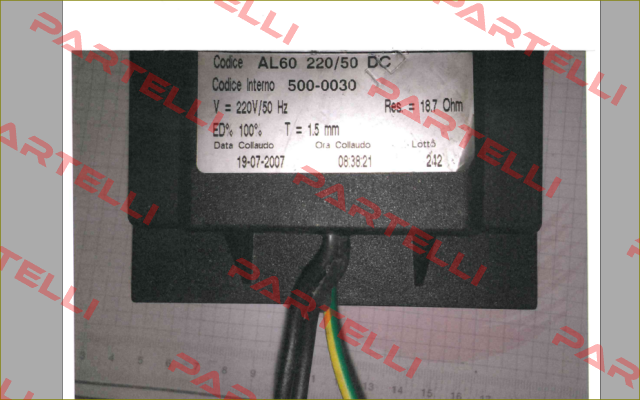 Codice AL60 220/50 DC
Codice Interno 500-0030
V = 220V/50 Hz Res = 18.7 Ohm
ED% 100% T = 1.5 mm
Data Collaudo Ora Collaudo Lotto
19-07-2007 08:38:21 242
PARTELLI
PARTELLI
PARTELLI
PARTELLI
PARTELLI
PARTELLI
PARTELLI